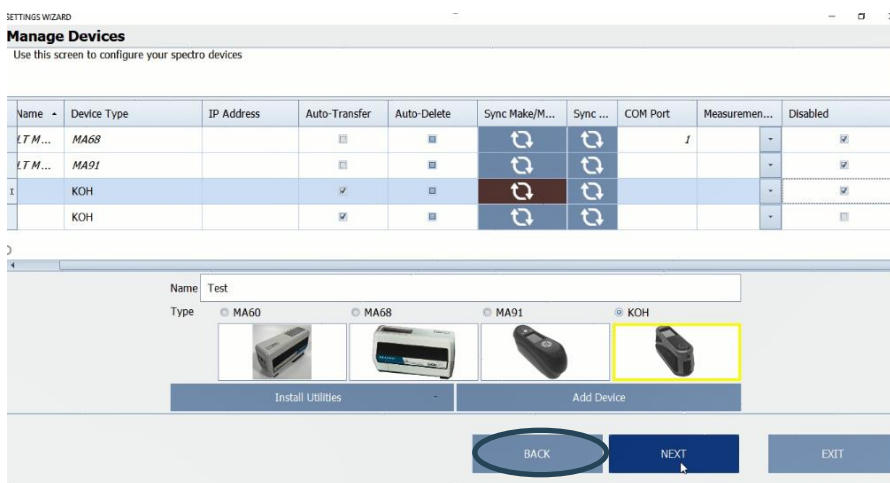 SETTINGS WIZARD
Manage Devices
Use this screen to configure your spectro devices
Name Device Type IP Address Auto-Transfer Auto-Delete Sync Make/M... Sync ... COM Port Measuremen... Disabled
LT M... MA68 1
LT M... MA91
KOH
KOH
Name Test
Type MA60 MA68 MA91 KOH
Install Utilities Add Device
BACK NEXT EXIT